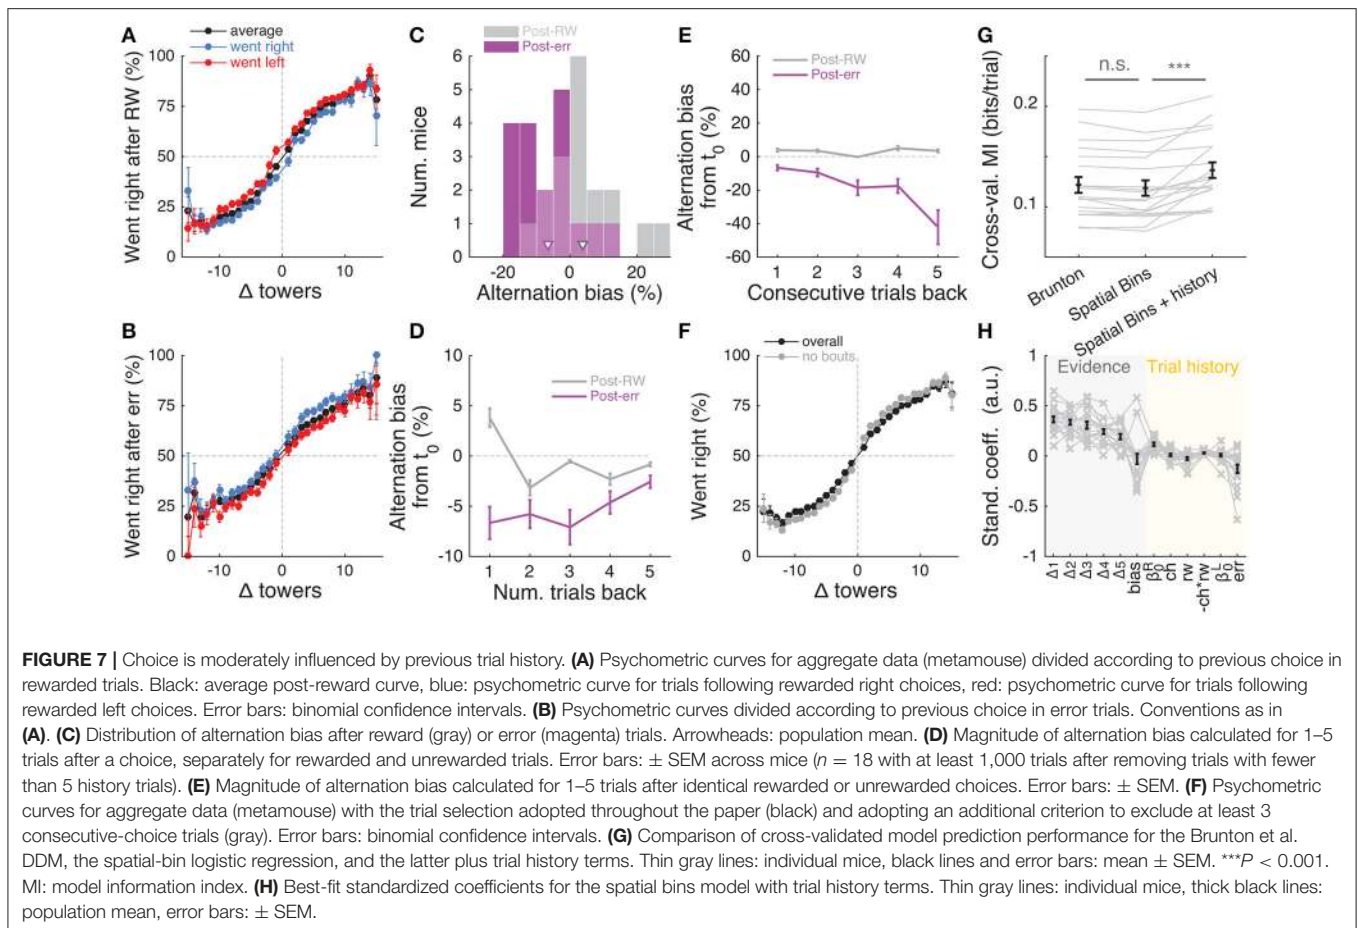 A
average
went right
went left
Went right after RW (%)
100
75
50
25
0
-10
0
10
Δ towers
C
Post-RW
Post-err
Num. mice
6
5
4
3
2
1
0
-20
0
20
Alternation bias (%)
E
Post-RW
Post-err
Alternation bias
from t0 (%)
60
40
20
0
-20
-40
-60
1 2 3 4 5
Consecutive trials back
G
n.s.
***
Cross-val. MI (bits/trial)
0.2
0.1
Brunton
Spatial Bins
Spatial Bins + history
B
Went right after err (%)
100
75
50
25
0
-10
0
10
Δ towers
D
Post-RW
Post-err
Alternation bias
from t0 (%)
10
5
0
-5
-10
1 2 3 4 5
Num. trials back
F
overall
no bouts
Went right (%)
100
75
50
25
0
-10
0
10
Δ towers
H
Evidence
Trial history
Stand. coeff. (a.u.)
1
0.5
0
-0.5
-1
Δ1
Δ2
Δ3
Δ4
Δ5
bias
β0R
ch
rw
-ch*rw
β0L
err
FIGURE 7 | Choice is moderately influenced by previous trial history. (A) Psychometric curves for aggregate data (metamouse) divided according to previous choice in
rewarded trials. Black: average post-reward curve, blue: psychometric curve for trials following rewarded right choices, red: psychometric curve for trials following
rewarded left choices. Error bars: binomial confidence intervals. (B) Psychometric curves divided according to previous choice in error trials. Conventions as in
(A). (C) Distribution of alternation bias after reward (gray) or error (magenta) trials. Arrowheads: population mean. (D) Magnitude of alternation bias calculated for 1–5
trials after a choice, separately for rewarded and unrewarded trials. Error bars: ± SEM across mice (n = 18 with at least 1,000 trials after removing trials with fewer
than 5 history trials). (E) Magnitude of alternation bias calculated for 1–5 trials after identical rewarded or unrewarded choices. Error bars: ± SEM. (F) Psychometric
curves for aggregate data (metamouse) with the trial selection adopted throughout the paper (black) and adopting an additional criterion to exclude at least 3
consecutive-choice trials (gray). Error bars: binomial confidence intervals. (G) Comparison of cross-validated model prediction performance for the Brunton et al.
DDM, the spatial-bin logistic regression, and the latter plus trial history terms. Thin gray lines: individual mice, black lines and error bars: mean ± SEM. ***P < 0.001.
MI: model information index. (H) Best-fit standardized coefficients for the spatial bins model with trial history terms. Thin gray lines: individual mice, thick black lines:
population mean, error bars: ± SEM.